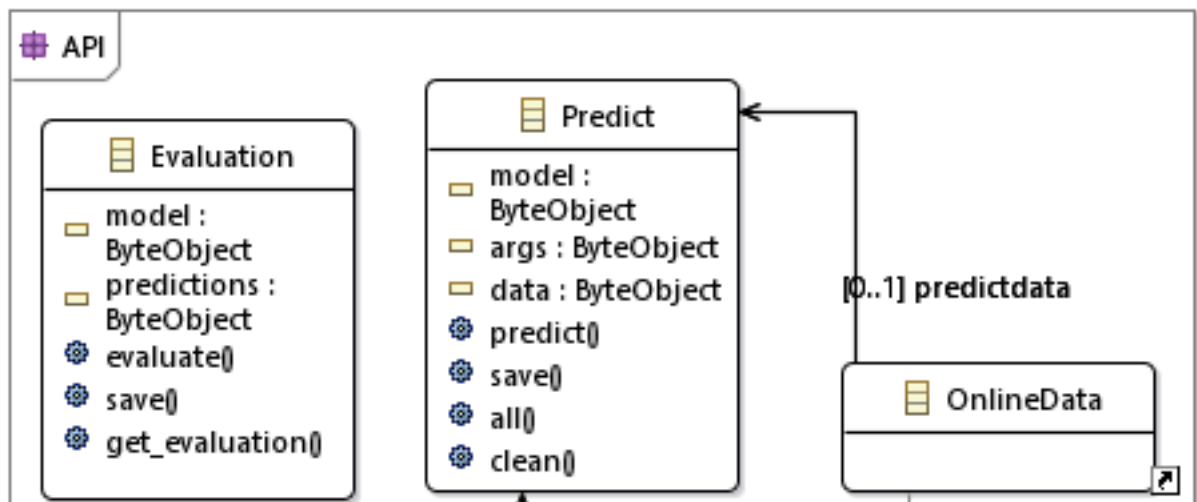 API
Evaluation
model :
ByteObject
predictions :
ByteObject
evaluate()
save()
get_evaluation()
Predict
model :
ByteObject
args : ByteObject
data : ByteObject
predict()
save()
all()
clean()
[0..1] predictdata
OnlineData